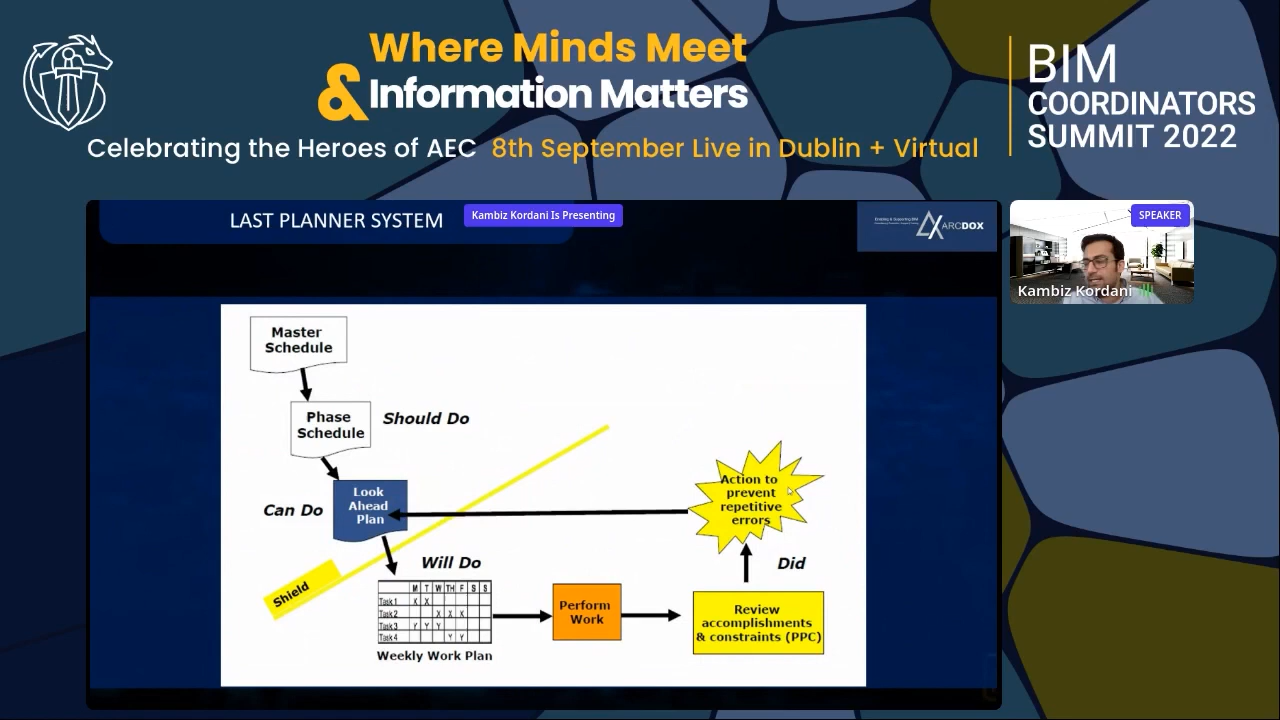 Where Minds Meet
& Information Matters
Celebrating the Heroes of AEC 8th September Live in Dublin + Virtual
BIM
COORDINATORS
SUMMIT 2022
LAST PLANNER SYSTEM
Kambiz Kordani Is Presenting
ARCDOX
SPEAKER
Kambiz Kordani
Master
Schedule
Phase
Schedule
Should Do
Can Do
Look
Ahead
Plan
Action to
prevent
repetitive
errors
Shield
Will Do
Did
M T W TH F S S
Task 1 X X
Task 2 X X X
Task 3 Y Y Y
Task 4 Y Y
Weekly Work Plan
Perform
Work
Review
accomplishments
& constraints (PPC)